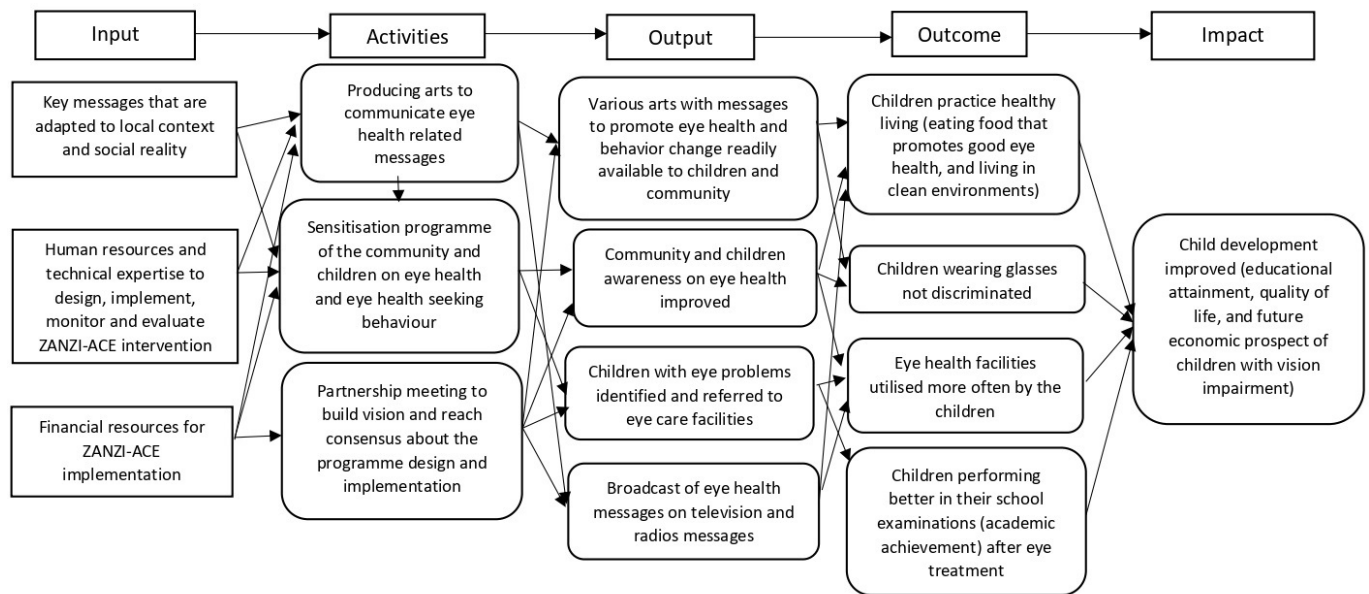 Input
Activities
Output
Outcome
Impact
Key messages that are
adapted to local context
and social reality
Human resources and
technical expertise to
design, implement,
monitor and evaluate
ZANZI-ACE intervention
Financial resources for
ZANZI-ACE
implementation
Producing arts to
communicate eye
health related
messages
Sensitisation programme
of the community and
children on eye health
and eye health seeking
behaviour
Partnership meeting to
build vision and reach
consensus about the
programme design and
implementation
Various arts with messages
to promote eye health and
behavior change readily
available to children and
community
Community and children
awareness on eye health
improved
Children with eye problems
identified and referred to
eye care facilities
Broadcast of eye health
messages on television and
radios messages
Children practice healthy
living (eating food that
promotes good eye
health, and living in
clean environments)
Children wearing glasses
not discriminated
Eye health facilities
utilised more often by the
children
Children performing
better in their school
examinations (academic
achievement) after eye
treatment
Child development
improved (educational
attainment, quality of
life, and future
economic prospect of
children with vision
impairment)